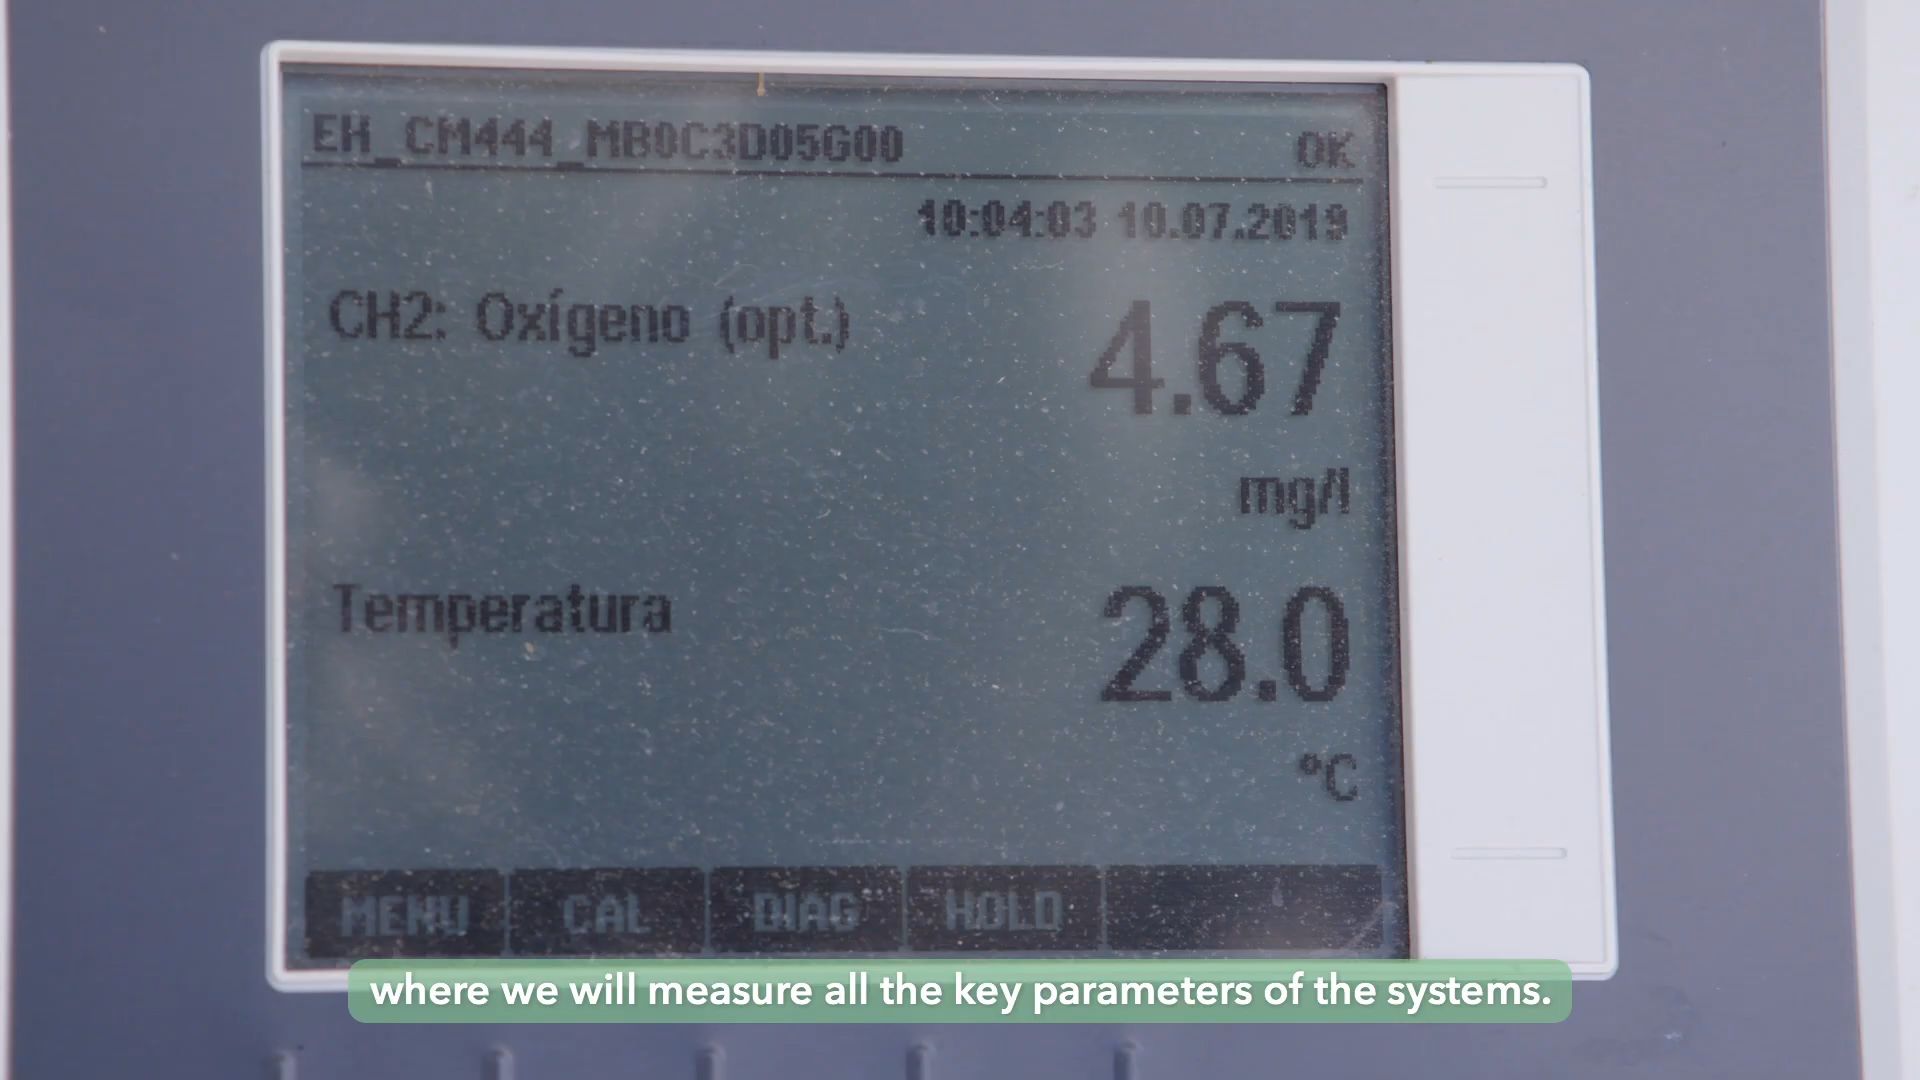 EH_CM444_MB0C3D05G00 OK
10:04:03 10.07.2019
CH2: Oxígeno (opt.) 4.67
mg/l
Temperatura 28.0
°C
MENU CAL DIAG HOLD
where we will measure all the key parameters of the systems.